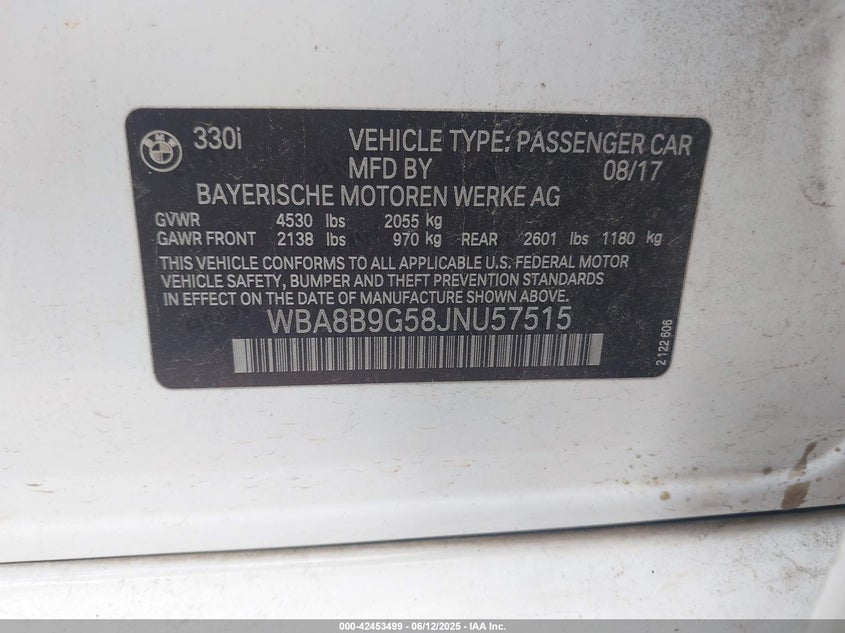 330i VEHICLE TYPE: PASSENGER CAR
MFD BY 08/17
BAYERISCHE MOTOREN WERKE AG
GVWR 4530 lbs 2055 kg
GAWR FRONT 2138 lbs 970 kg REAR 2601 lbs 1180 kg
THIS VEHICLE CONFORMS TO ALL APPLICABLE U.S. FEDERAL MOTOR
VEHICLE SAFETY, BUMPER AND THEFT PREVENTION STANDARDS
IN EFFECT ON THE DATE OF MANUFACTURE SHOWN ABOVE.
WBA8B9G58JNU57515
2 122 606
000-42453499 - 06/12/2025 - IAA Inc.